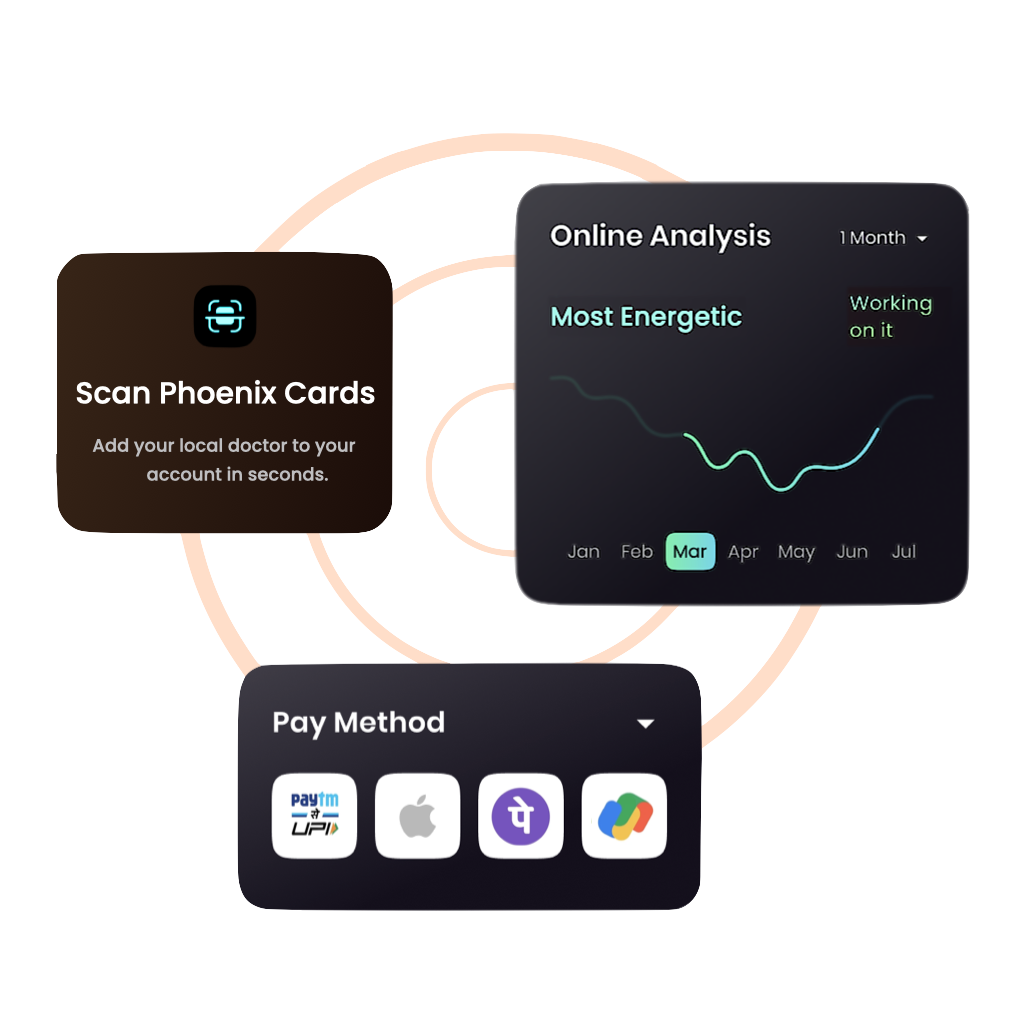 Online Analysis
1 Month
Most Energetic
Working
on it
Jan Feb Mar Apr May Jun Jul
Scan Phoenix Cards
Add your local doctor to your
account in seconds.
Pay Method
paytm
से
UPI
पे